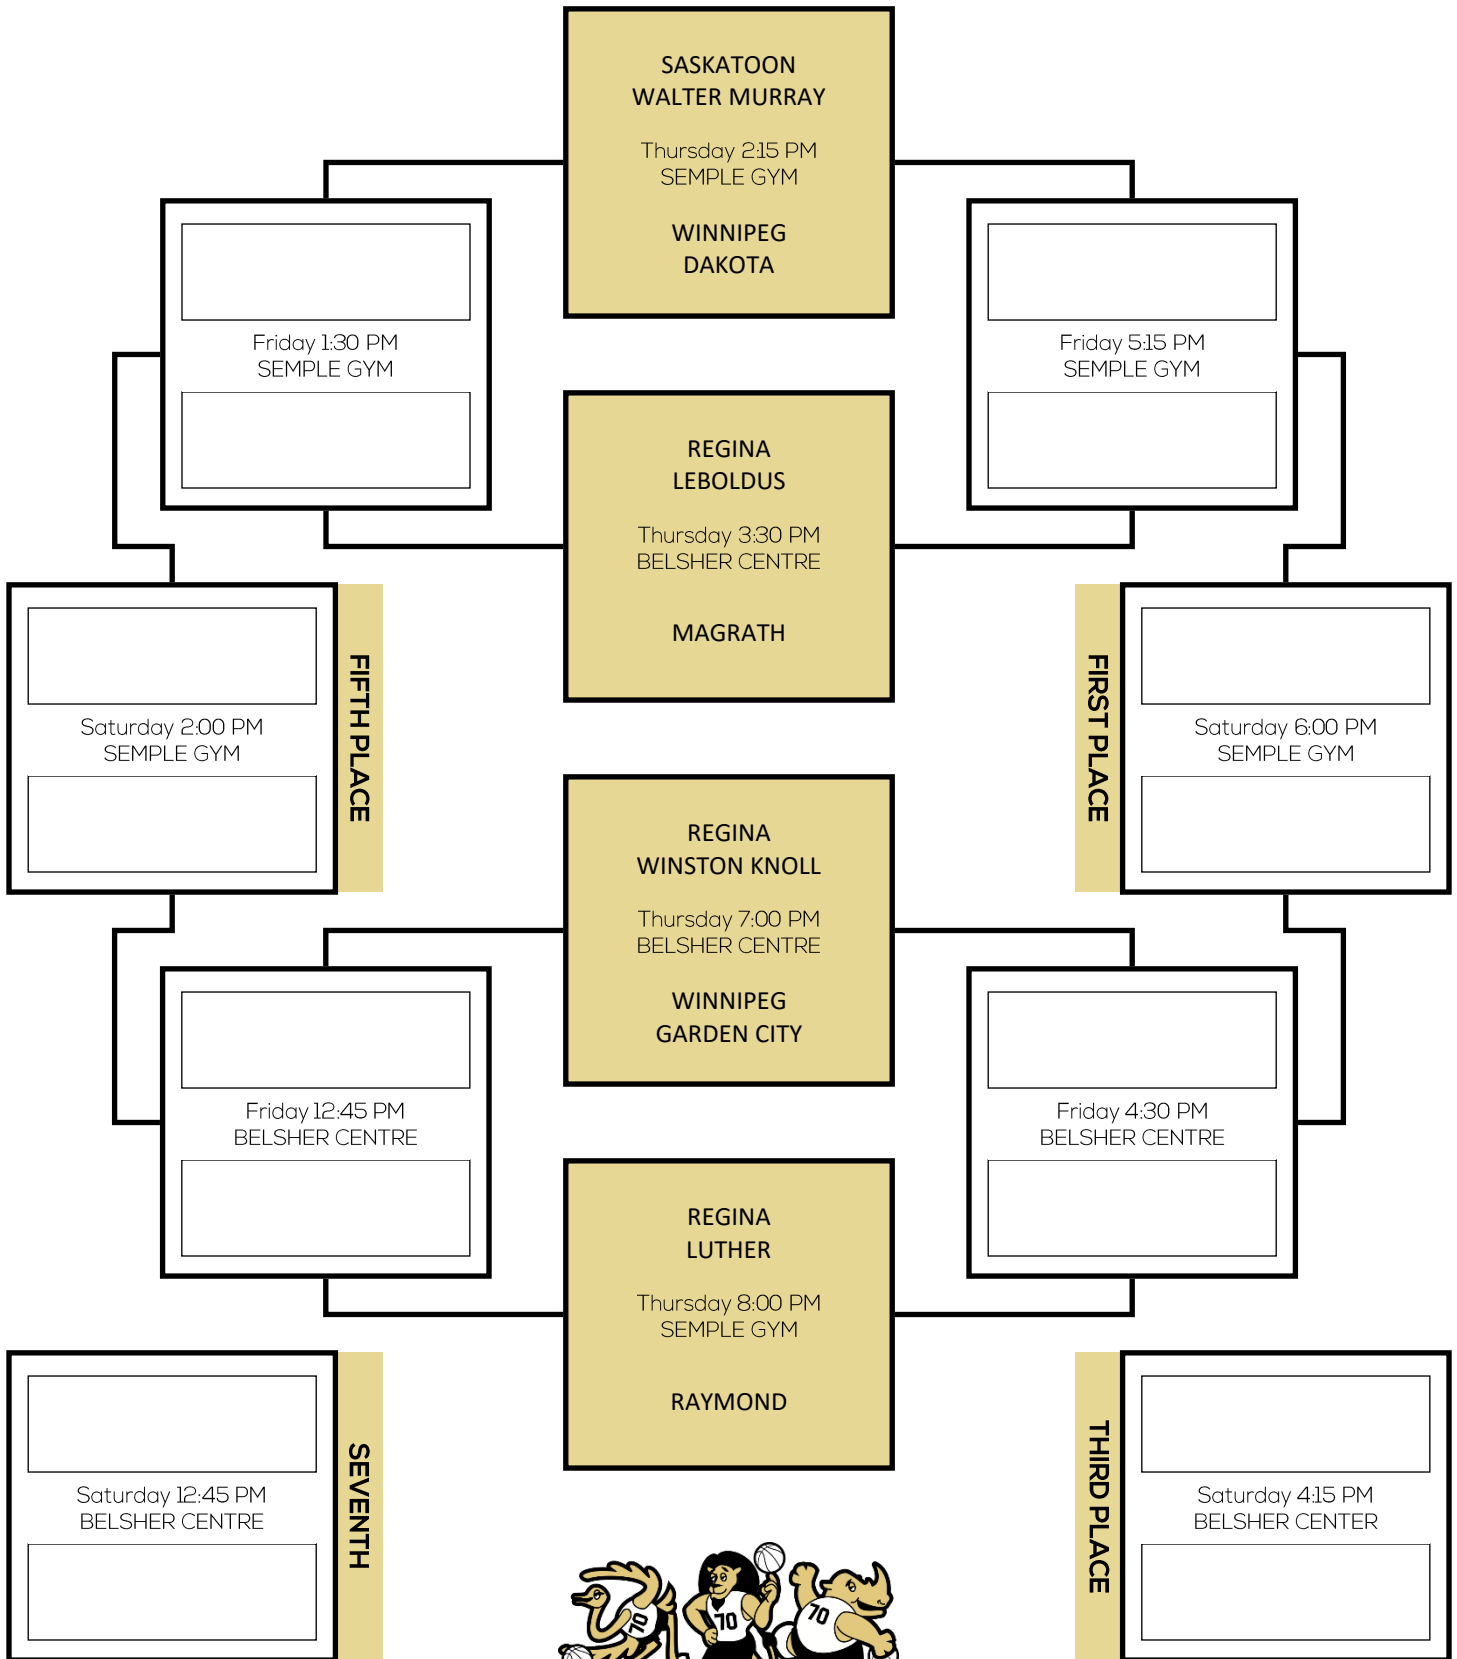 SASKATOON
WALTER MURRAY
Thursday 2:15 PM
SEMPLE GYM
WINNIPEG
DAKOTA
Friday 1:30 PM
SEMPLE GYM
Friday 5:15 PM
SEMPLE GYM
REGINA
LEBOLDUS
Thursday 3:30 PM
BELSHER CENTRE
MAGRATH
Saturday 2:00 PM
SEMPLE GYM
FIFTH PLACE
FIRST PLACE
Saturday 6:00 PM
SEMPLE GYM
REGINA
WINSTON KNOLL
Thursday 7:00 PM
BELSHER CENTRE
WINNIPEG
GARDEN CITY
Friday 12:45 PM
BELSHER CENTRE
Friday 4:30 PM
BELSHER CENTRE
REGINA
LUTHER
Thursday 8:00 PM
SEMPLE GYM
RAYMOND
Saturday 12:45 PM
BELSHER CENTRE
SEVENTH
THIRD PLACE
Saturday 4:15 PM
BELSHER CENTER
70
70
70